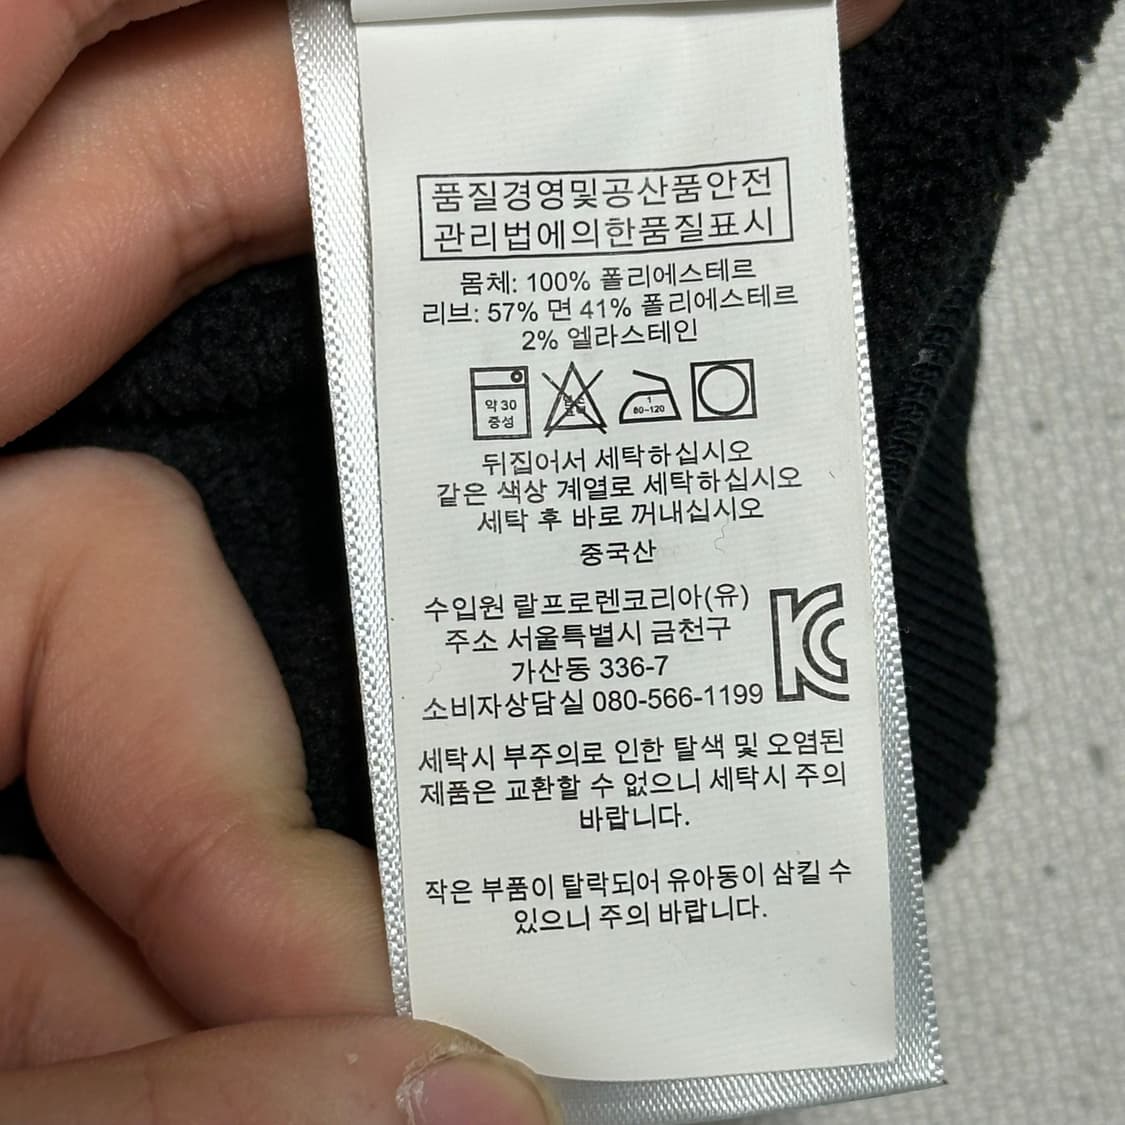 품질경영및공산품안전
관리법에의한품질표시
몸체: 100% 폴리에스테르
리브: 57% 면 41% 폴리에스테르
2% 엘라스테인
약 30
중성
1
80~120
뒤집어서 세탁하십시오
같은 색상 계열로 세탁하십시오
세탁 후 바로 꺼내십시오
중국산
수입원 랄프로렌코리아(유)
주소 서울특별시 금천구
가산동 336-7
소비자상담실 080-566-1199
KC
세탁시 부주의로 인한 탈색 및 오염된
제품은 교환할 수 없으니 세탁시 주의
바랍니다.
작은 부품이 탈락되어 유아동이 삼킬 수
있으니 주의 바랍니다.